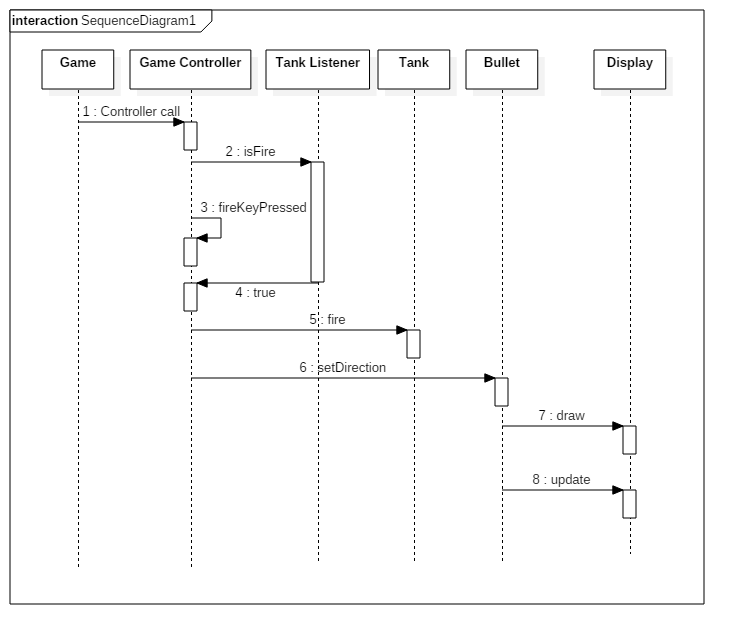 interaction SequenceDiagram1
Game
Game Controller
Tank Listener
Tank
Bullet
Display
1 : Controller call
2 : isFire
3 : fireKeyPressed
4 : true
5 : fire
6 : setDirection
7 : draw
8 : update